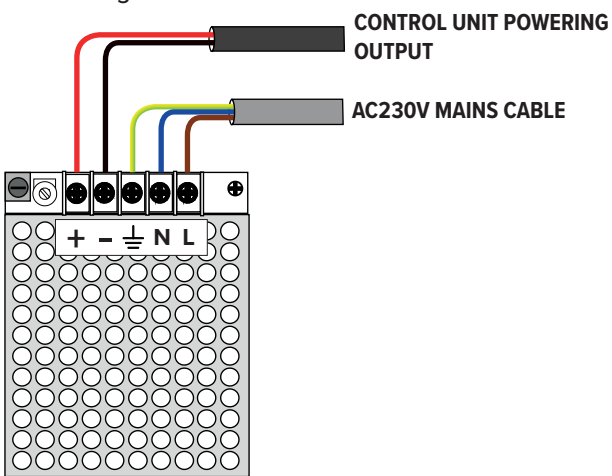 CONTROL UNIT POWERING
OUTPUT
AC230V MAINS CABLE
+ – ⏚ N L